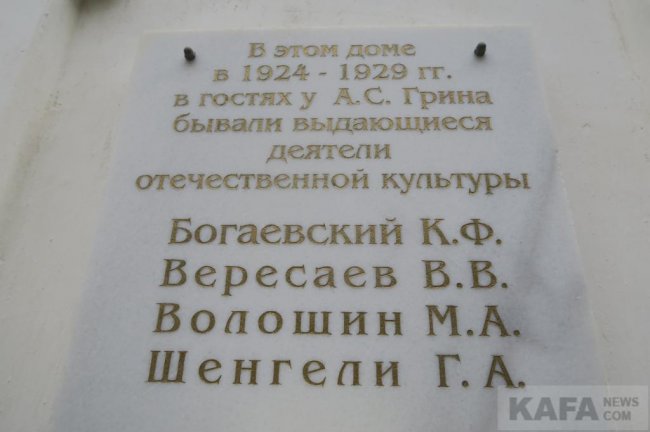 В этом доме
в 1924 - 1929 гг.
в гостях у А.С. Грина
бывали выдающиеся
деятели
отечественной культуры
Богаевский К.Ф.
Вересаев В.В.
Волошин М.А.
Шенгели Г.А.
KAFA NEWS COM